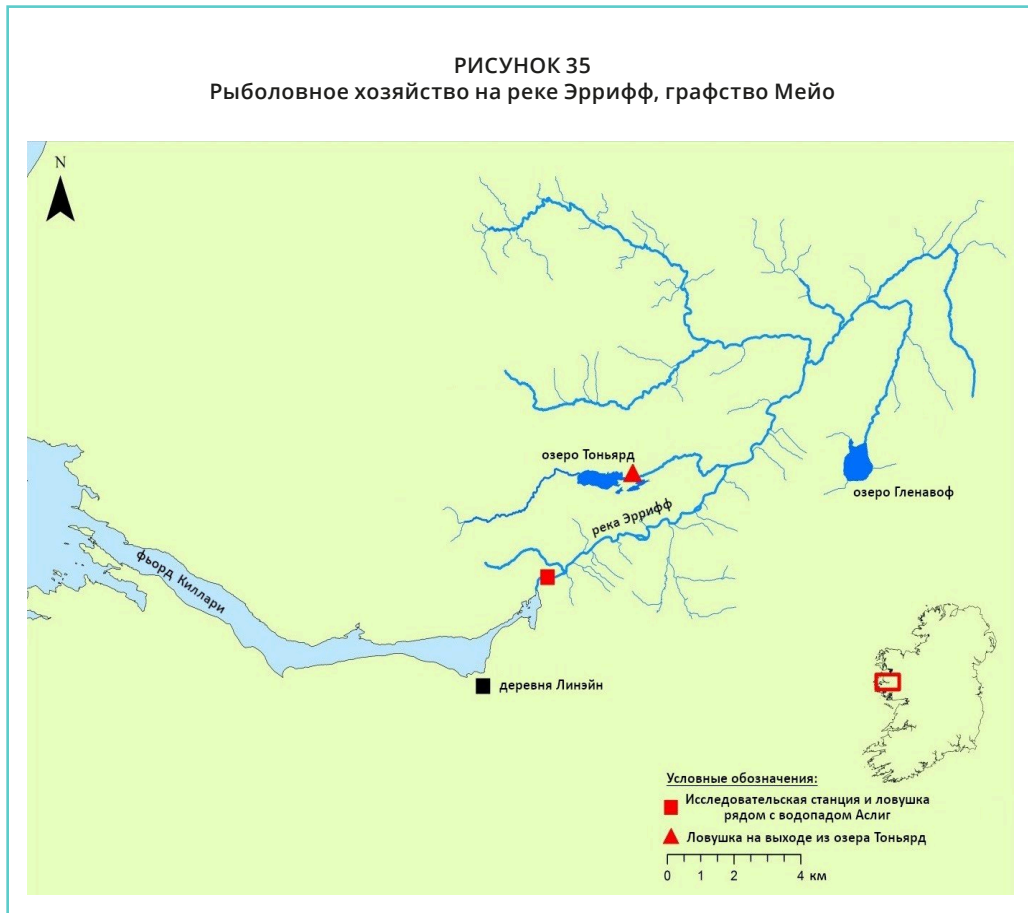 РИСУНОК 35
Рыболовное хозяйство на реке Эррифф, графство Мейо
N
озеро Тоньярд
озеро Гленавоф
река Эррифф
фьорд Киллари
деревня Линэйн
Условные обозначения:
Исследовательская станция и ловушка
рядом с водопадом Аслиг
Ловушка на выходе из озера Тоньярд
0 1 2 4 км